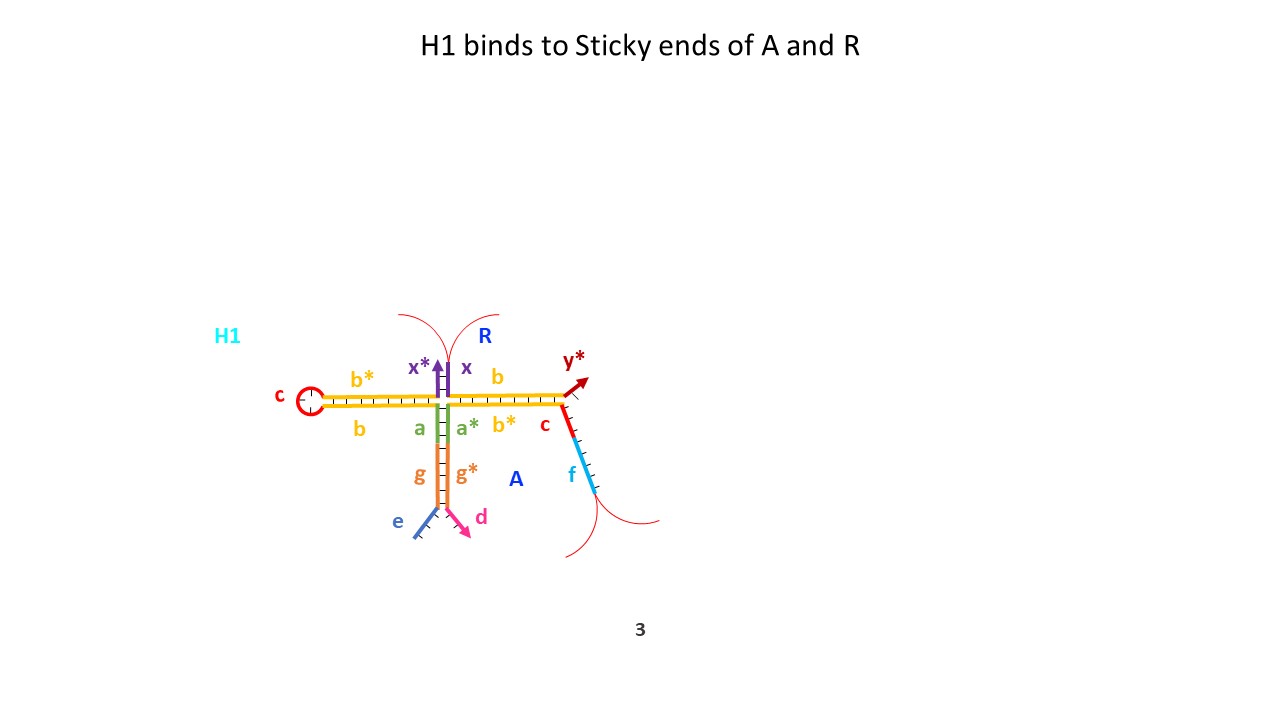 H1 binds to Sticky ends of A and R
H1
R
y*
x*
x
b*
b
c
b
a
a*
b*
c
g
g*
A
f
e
d
3